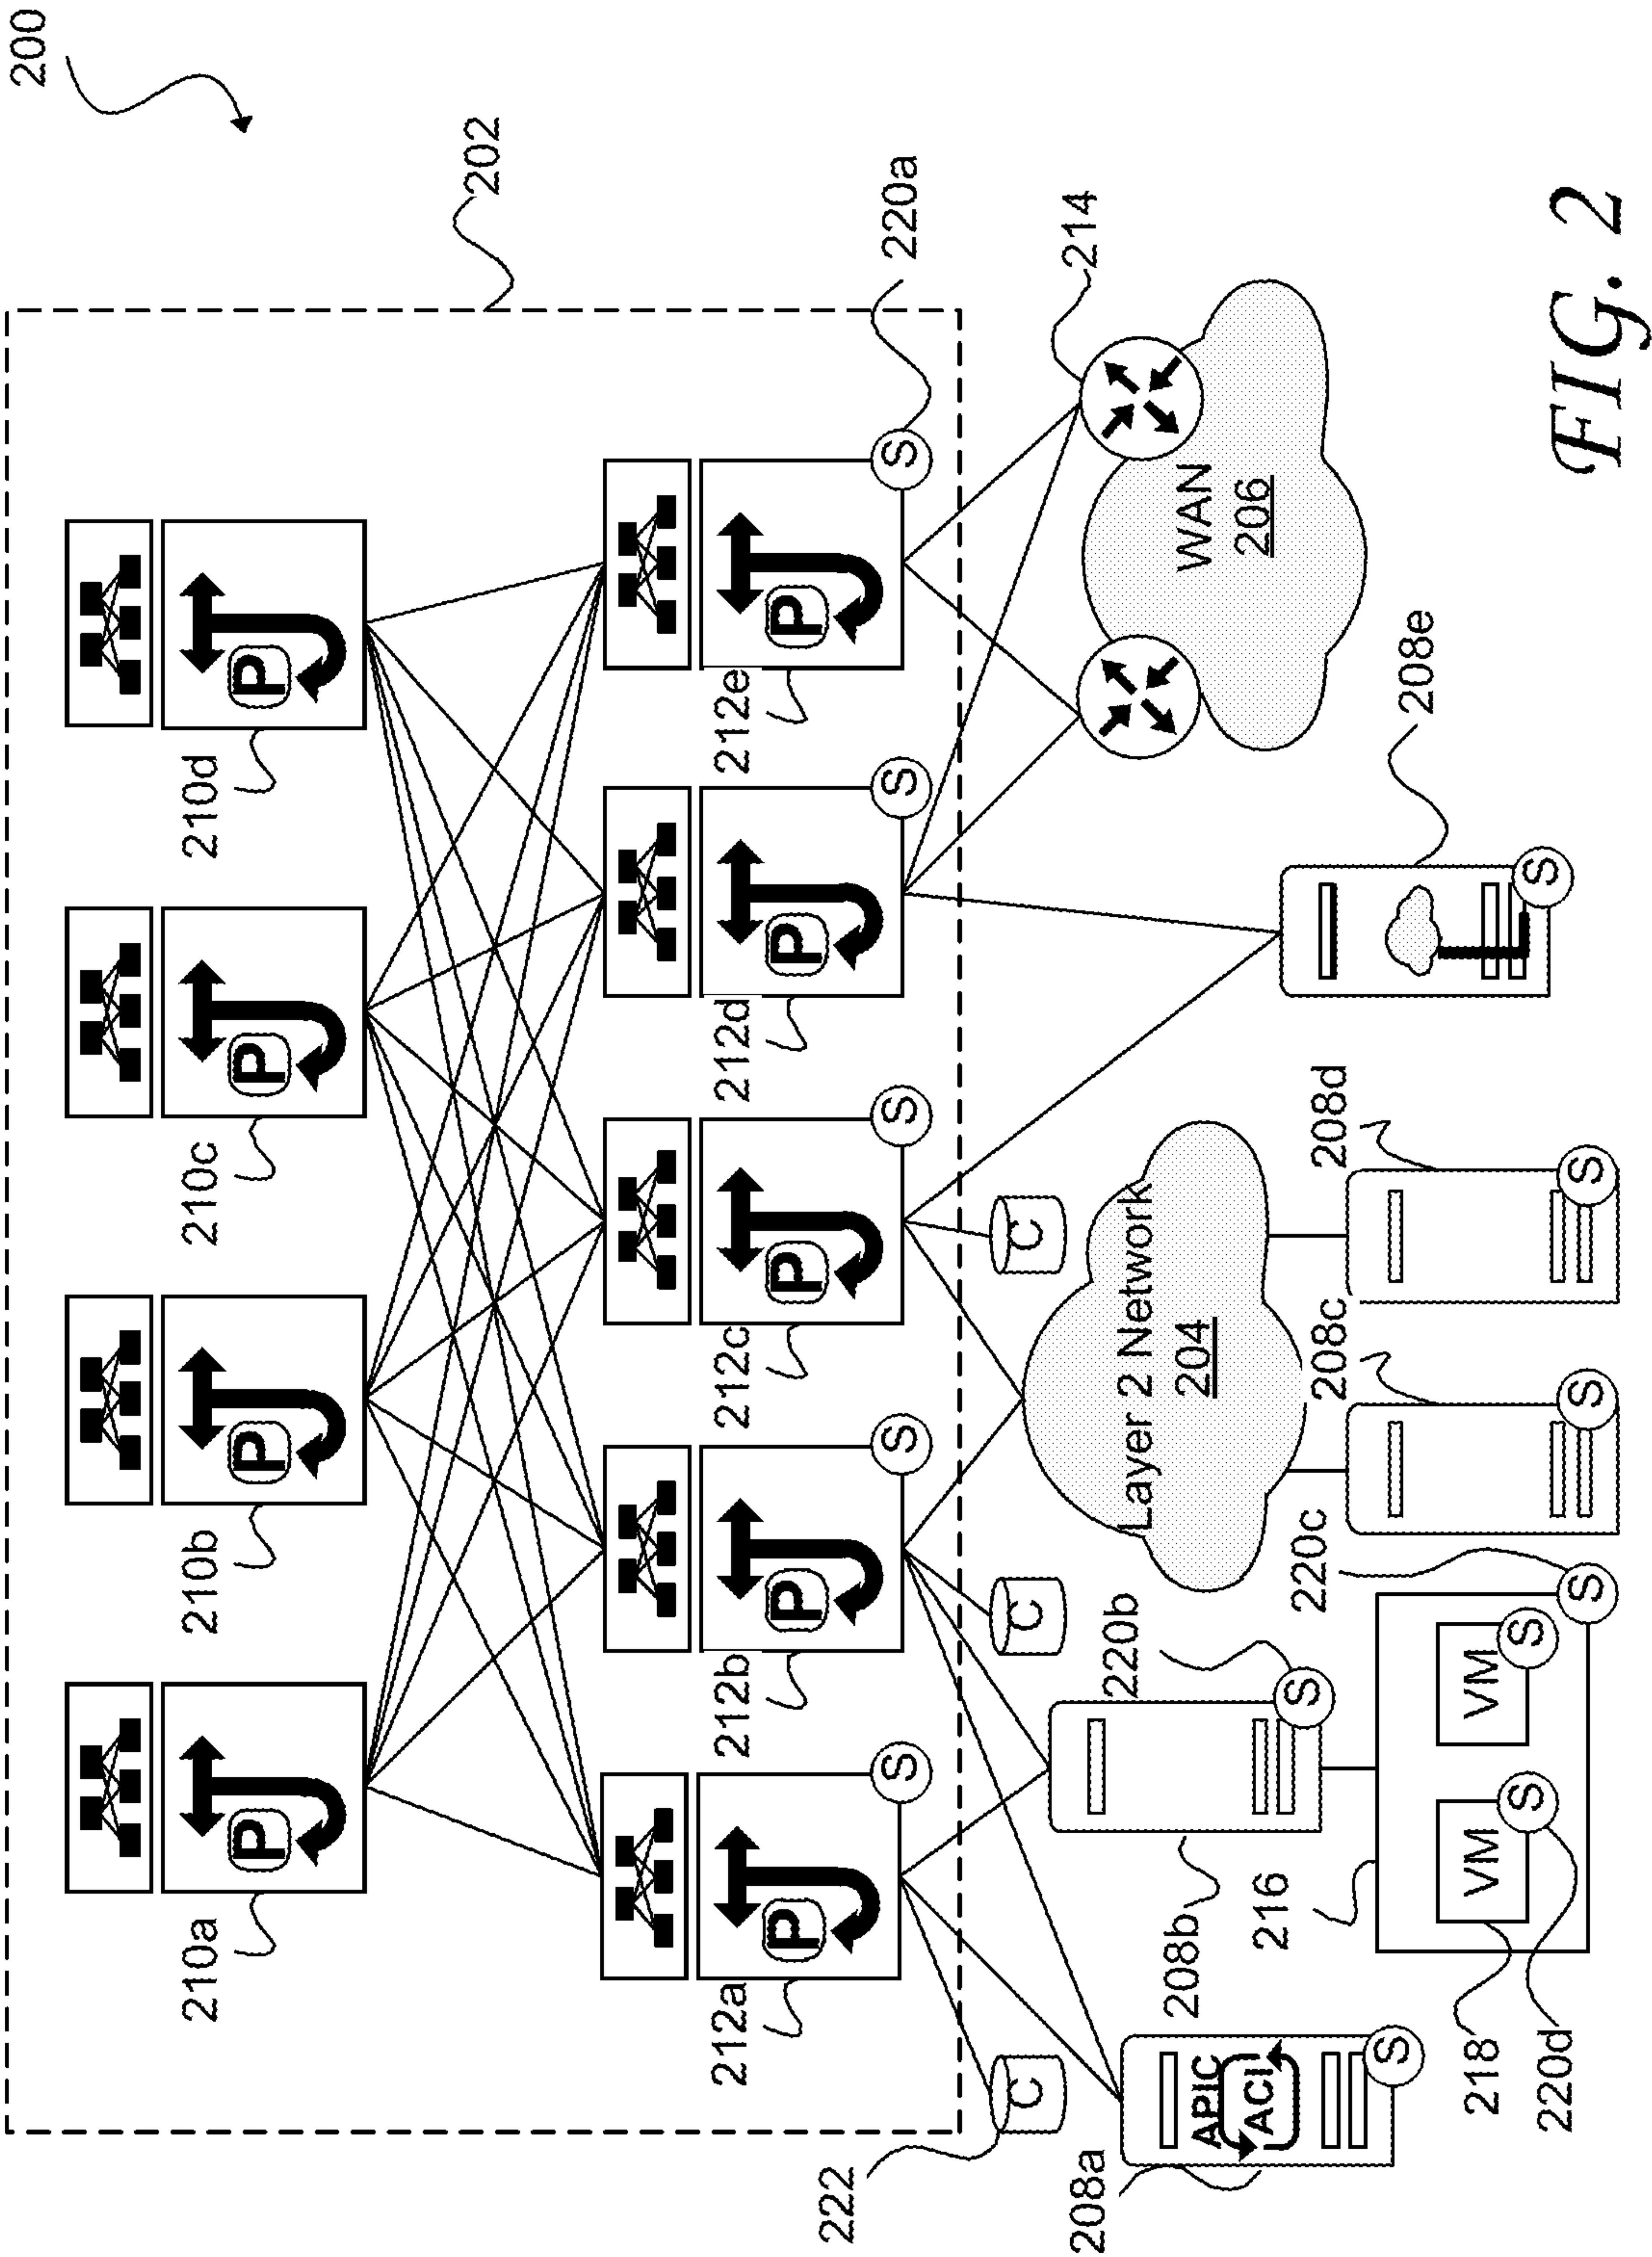 200
202
210a
210b
210c
210d
P
P
P
P
212a
212b
212c
212d
212e
P
P
P
P
P
S
S
S
S
S
220a
222
C
C
C
214
208a
APIC
ACI
S
208b
220b
S
Layer 2 Network
204
WAN
206
216
220c
S
VM
S
VM
S
218
220d
208c
S
208d
S
208e
S
FIG. 2